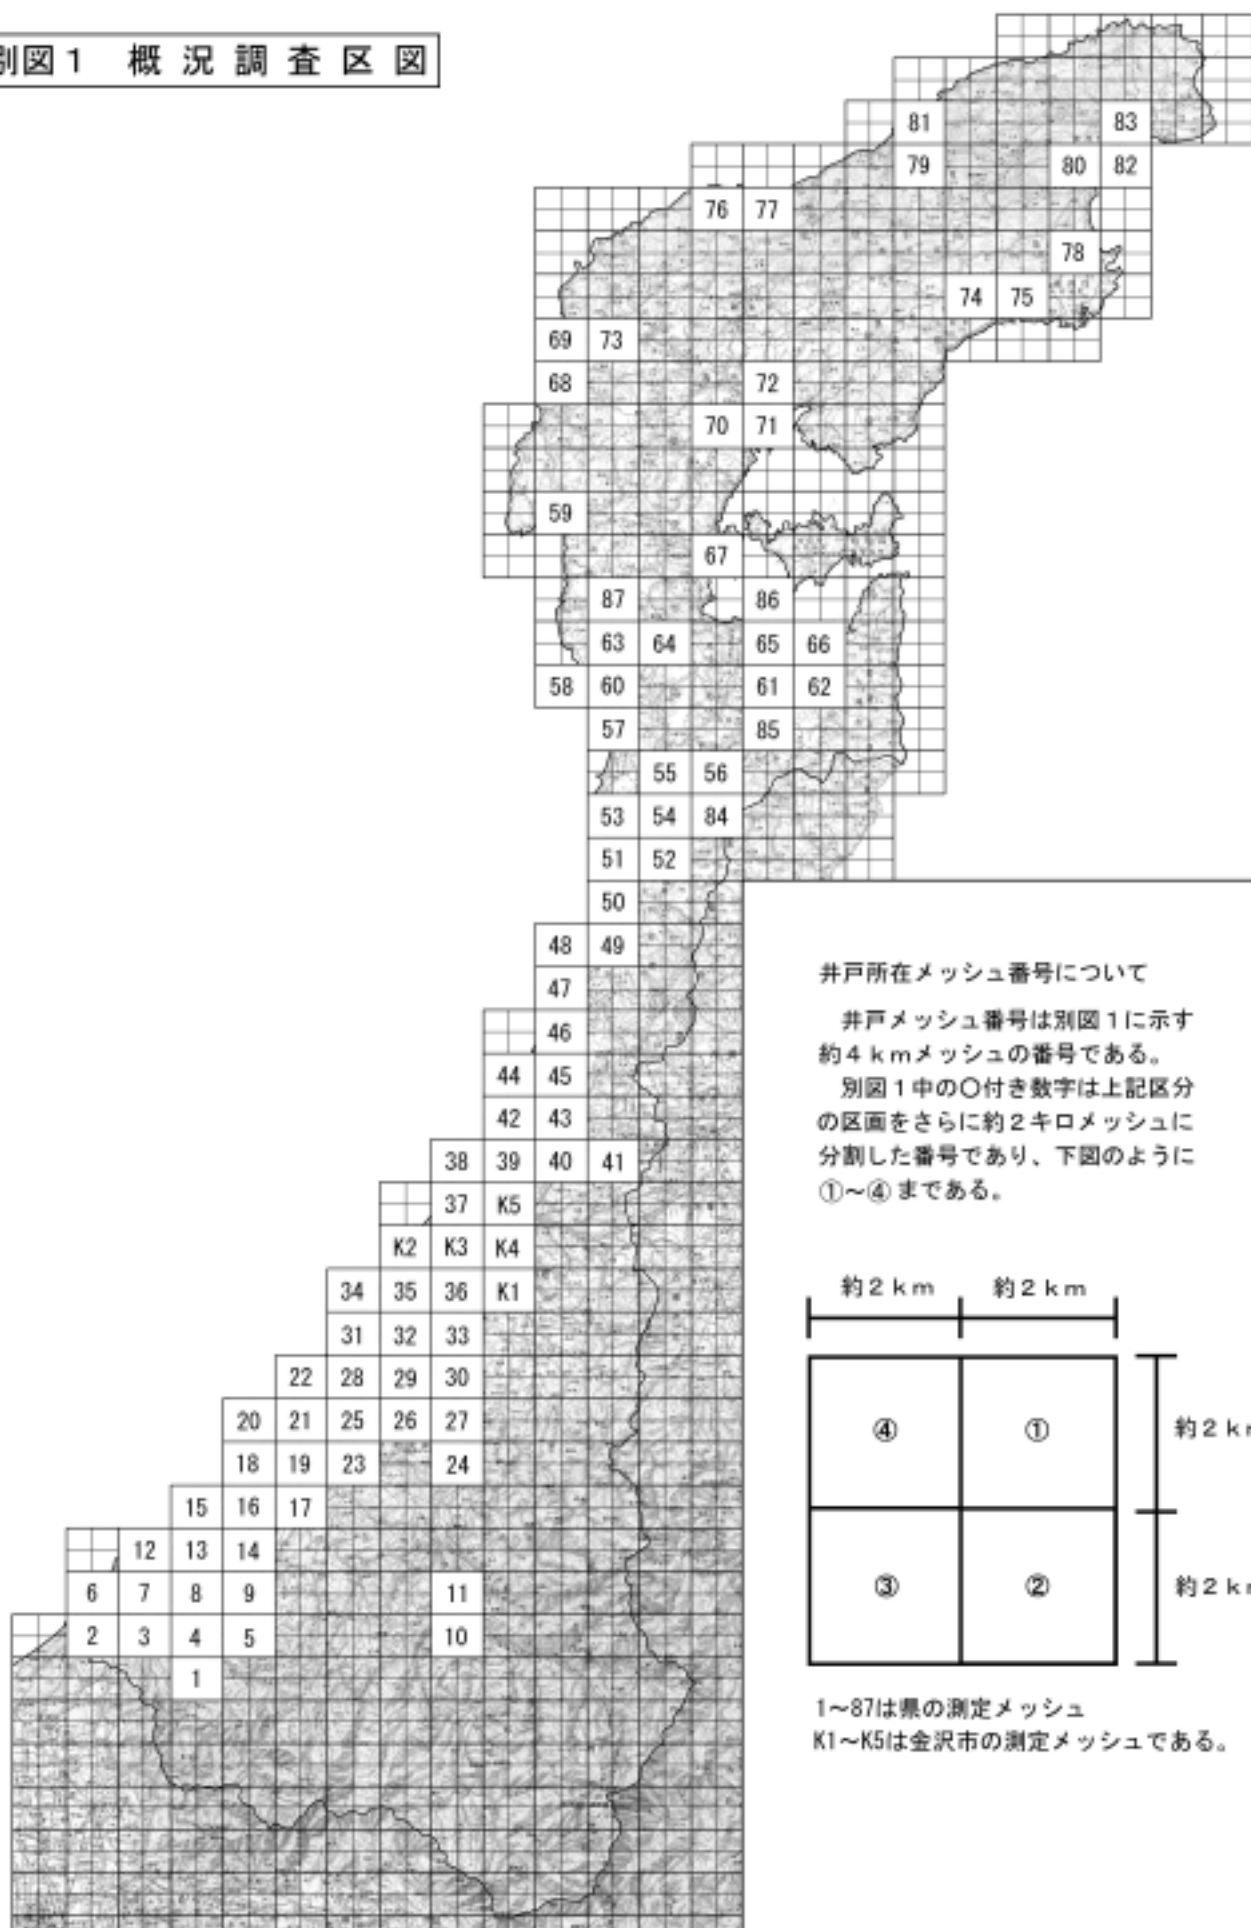 別図1 概況調査区図
81 83
79 80 82
76 77
78
74 75
69 73
68 72
70 71
59
67
87 86
63 64 65 66
58 60 61 62
57 85
55 56
53 54 84
51 52
50
48 49
47
46
44 45
42 43
38 39 40 41
37 K5
K2 K3 K4
34 35 36 K1
31 32 33
22 28 29 30
20 21 25 26 27
18 19 23 24
15 16 17
12 13 14
6 7 8 9 11
2 3 4 5 10
1
井戸所在メッシュ番号について
井戸メッシュ番号は別図1に示す
約4kmメッシュの番号である。
別図1中の〇付き数字は上記区分
の区画をさらに約2キロメッシュに
分割した番号であり、下図のように
①~④まである。
約2km 約2km
④ ① 約2k
③ ② 約2k
1~87は県の測定メッシュ
K1~K5は金沢市の測定メッシュである。